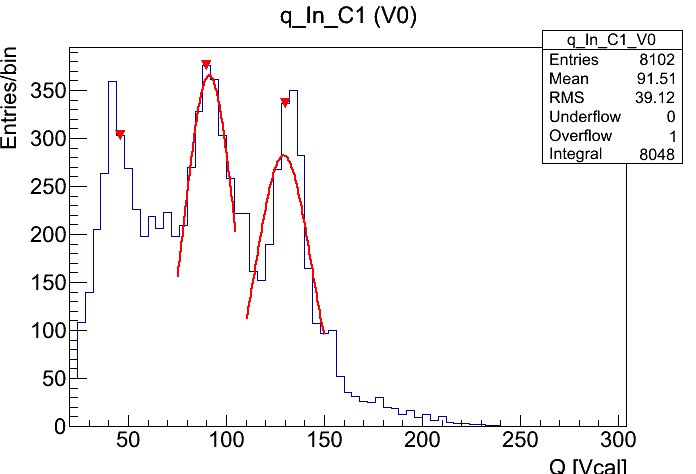 q_In_C1 (V0)
q_In_C1_V0
Entries 8102
Mean 91.51
RMS 39.12
Underflow 0
Overflow 1
Integral 8048
Entries/bin
350
300
250
200
150
100
50
0
50 100 150 200 250 300
Q [Vcal]